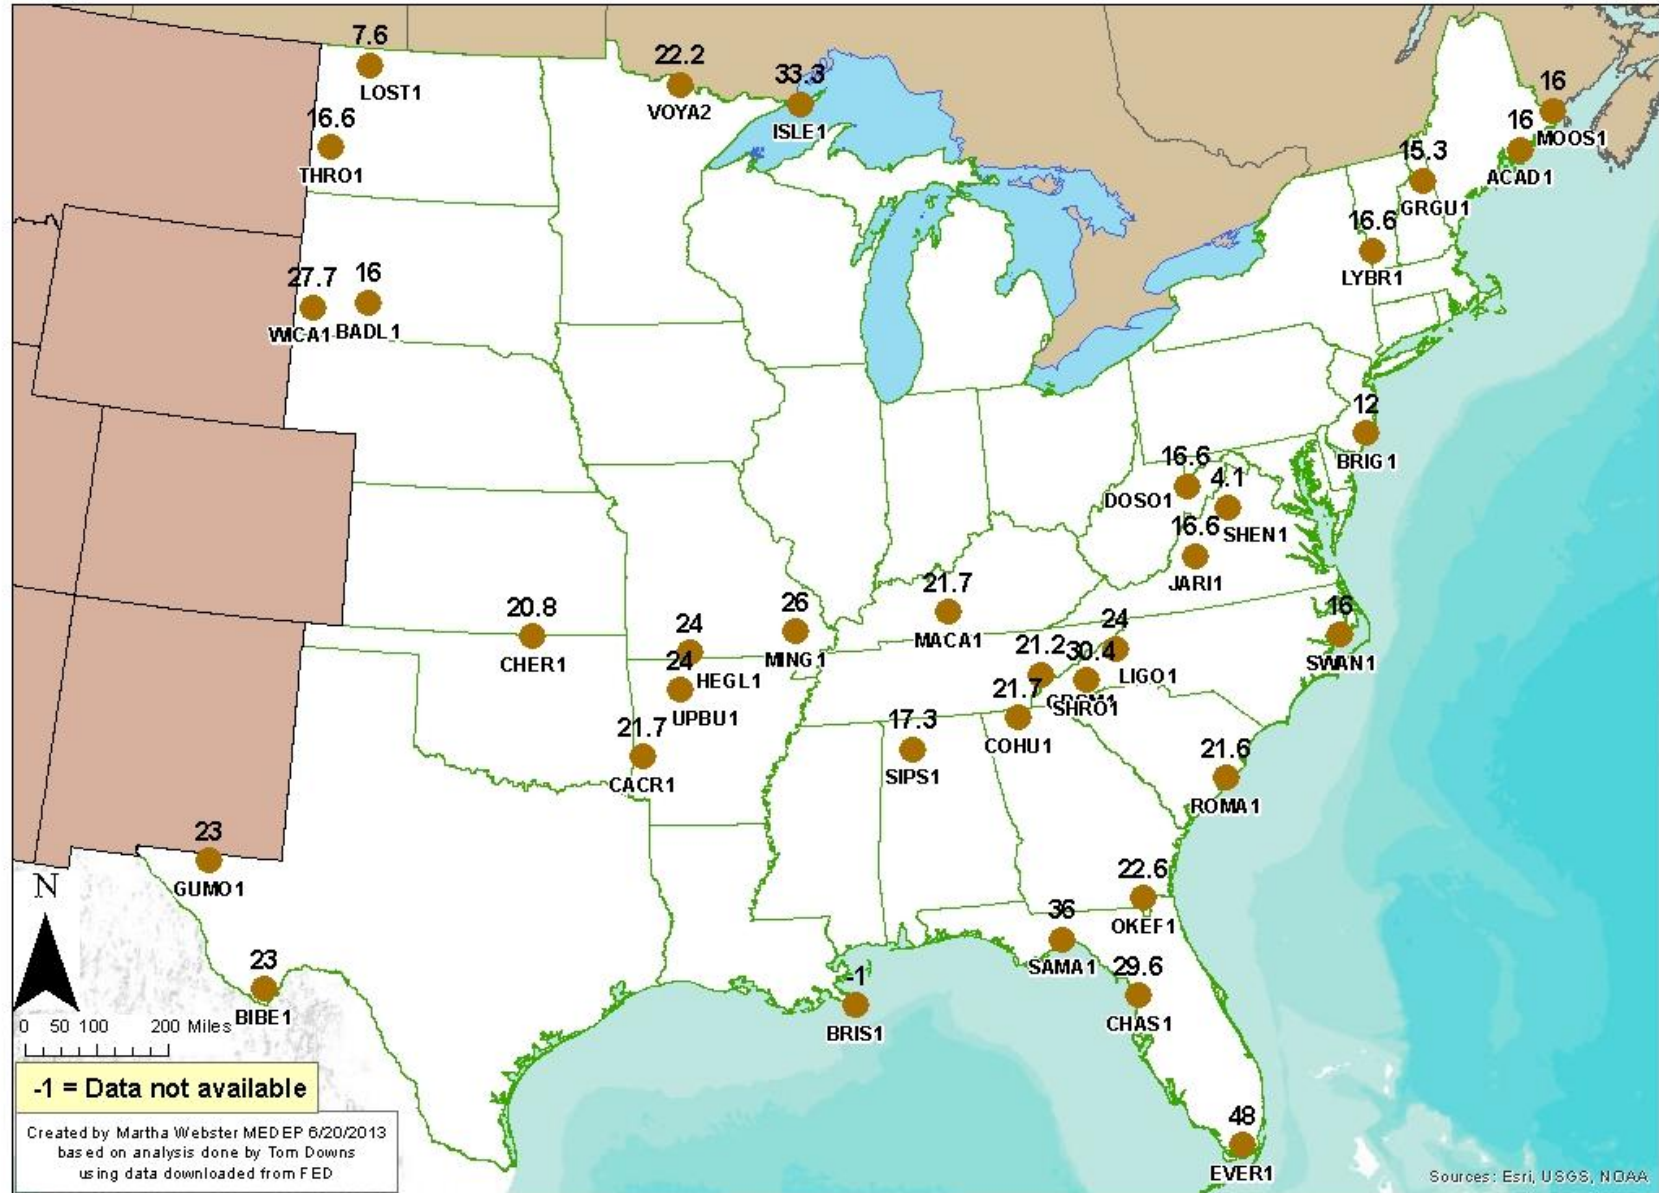 7.6
LOST1
22.2
VOYA2
33.3
ISLE1
16
MOOS1
16
ACAD1
16.6
THRO1
15.3
GRGU1
16.6
LYBR1
27.7
WICA1
16
BADL1
12
BRIG1
16.6
DOSO1
4.1
SHEN1
16.6
JARI1
21.7
MACA1
20.8
CHER1
26
MING1
24
HEGL1
24
UPBU1
24
LIGO1
16
SWAN1
21.2
30.4
SHRO1
21.7
COHU1
17.3
SIPS1
21.7
CACR1
21.6
ROMA1
23
GUMO1
N
22.6
OKEF1
36
SAMA1
23
BIBE1
-1
BRIS1
29.6
CHAS1
0 50 100 200 Miles
-1 = Data not available
48
EVER1
Created by Martha Webster MEDEP 6/20/2013
based on analysis done by Tom Downs
using data downloaded from FED
Sources: Esri, USGS, NOAA